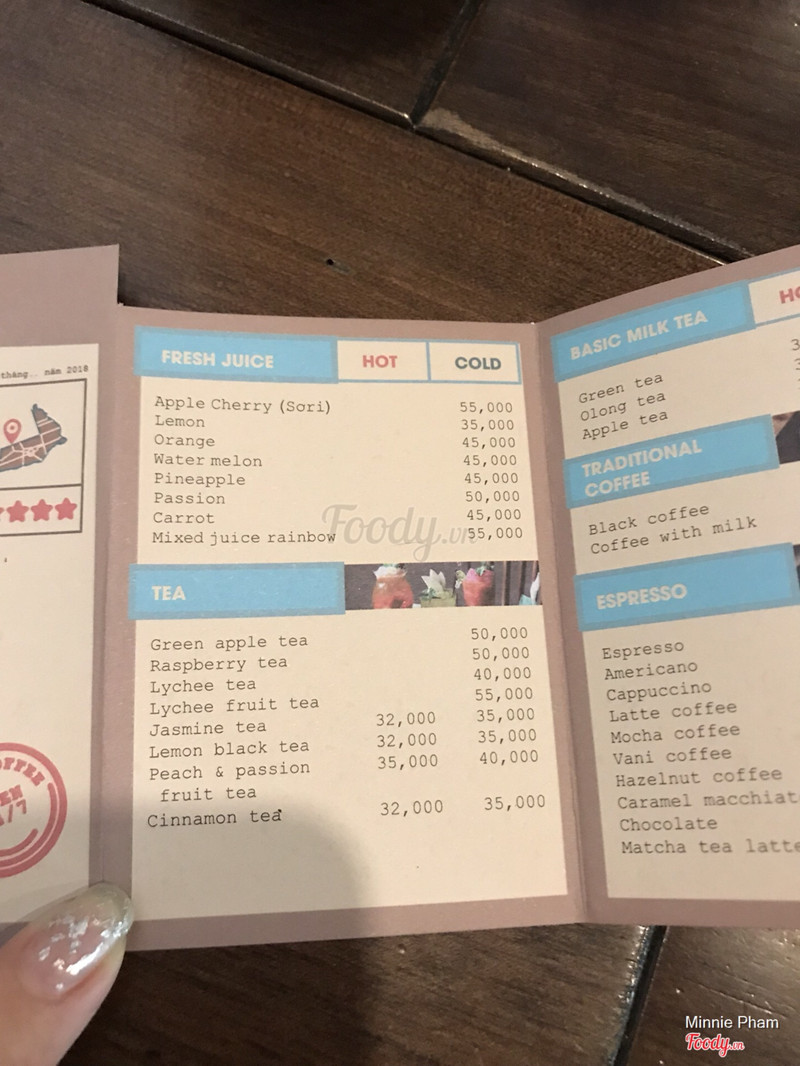 tháng.. năm 2018
FRESH JUICE HOT COLD
Apple Cherry (Sori) 55,000
Lemon 35,000
Orange 45,000
Water melon 45,000
Pineapple 45,000
Passion 50,000
Carrot 45,000
Mixed juice rainbow 55,000
Foody.vn
TEA
Green apple tea 50,000
Raspberry tea 50,000
Lychee tea 40,000
Lychee fruit tea 55,000
Jasmine tea 32,000 35,000
Lemon black tea 32,000 35,000
Peach & passion 35,000 40,000
fruit tea
Cinnamon tea 32,000 35,000
BASIC MILK TEA
Green tea
Olong tea
Apple tea
TRADITIONAL
COFFEE
Black coffee
Coffee with milk
ESPRESSO
Espresso
Americano
Cappuccino
Latte coffee
Mocha coffee
Vani coffee
Hazelnut coffee
Caramel macchiat
Chocolate
Matcha tea latte
Minnie Pham
Foody.vn